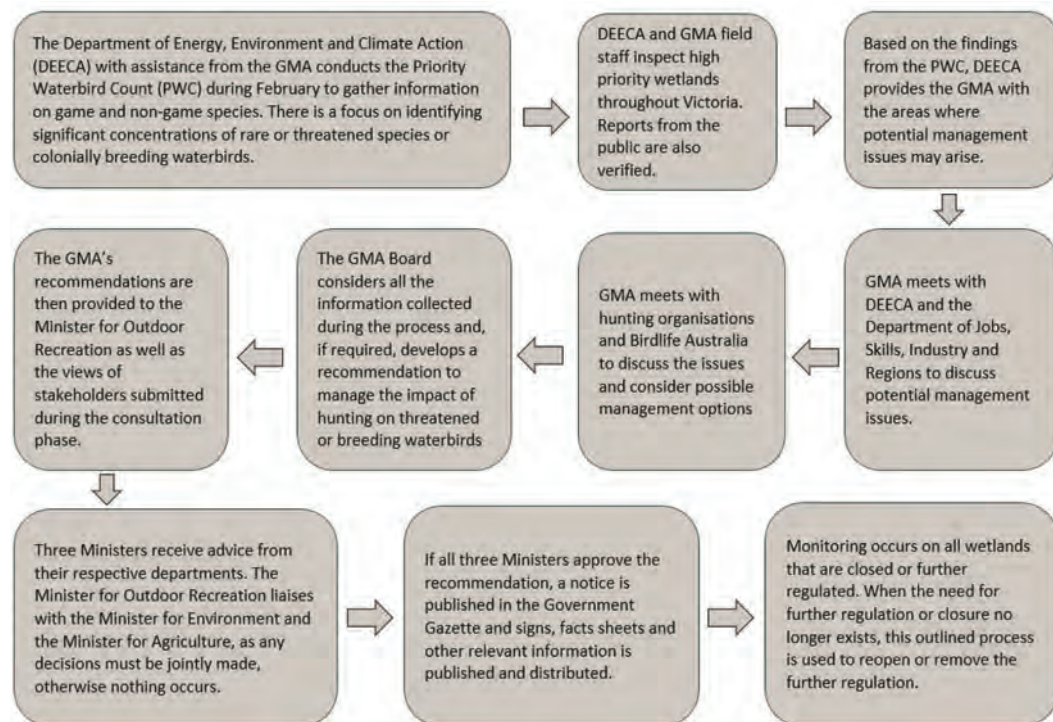 The Department of Energy, Environment and Climate Action
(DEECA) with assistance from the GMA conducts the Priority
Waterbird Count (PWC) during February to gather information
on game and non-game species. There is a focus on identifying
significant concentrations of rare or threatened species or
colonially breeding waterbirds.
DEECA and GMA field
staff inspect high
priority wetlands
throughout Victoria.
Reports from the
public are also
verified.
Based on the findings
from the PWC, DEECA
provides the GMA with
the areas where
potential management
issues may arise.
GMA meets with
DEECA and the
Department of Jobs,
Skills, Industry and
Regions to discuss
potential management
issues.
GMA meets with
hunting organisations
and Birdlife Australia
to discuss the issues
and consider possible
management options
The GMA Board
considers all the
information collected
during the process and,
if required, develops a
recommendation to
manage the impact of
hunting on threatened
or breeding waterbirds
The GMA's
recommendations are
then provided to the
Minister for Outdoor
Recreation as well as
the views of
stakeholders submitted
during the consultation
phase.
Three Ministers receive advice from
their respective departments. The
Minister for Outdoor Recreation liaises
with the Minister for Environment and
the Minister for Agriculture, as any
decisions must be jointly made,
otherwise nothing occurs.
If all three Ministers approve the
recommendation, a notice is
published in the Government
Gazette and signs, facts sheets and
other relevant information is
published and distributed.
Monitoring occurs on all wetlands
that are closed or further
regulated. When the need for
further regulation or closure no
longer exists, this outlined process
is used to reopen or remove the
further regulation.